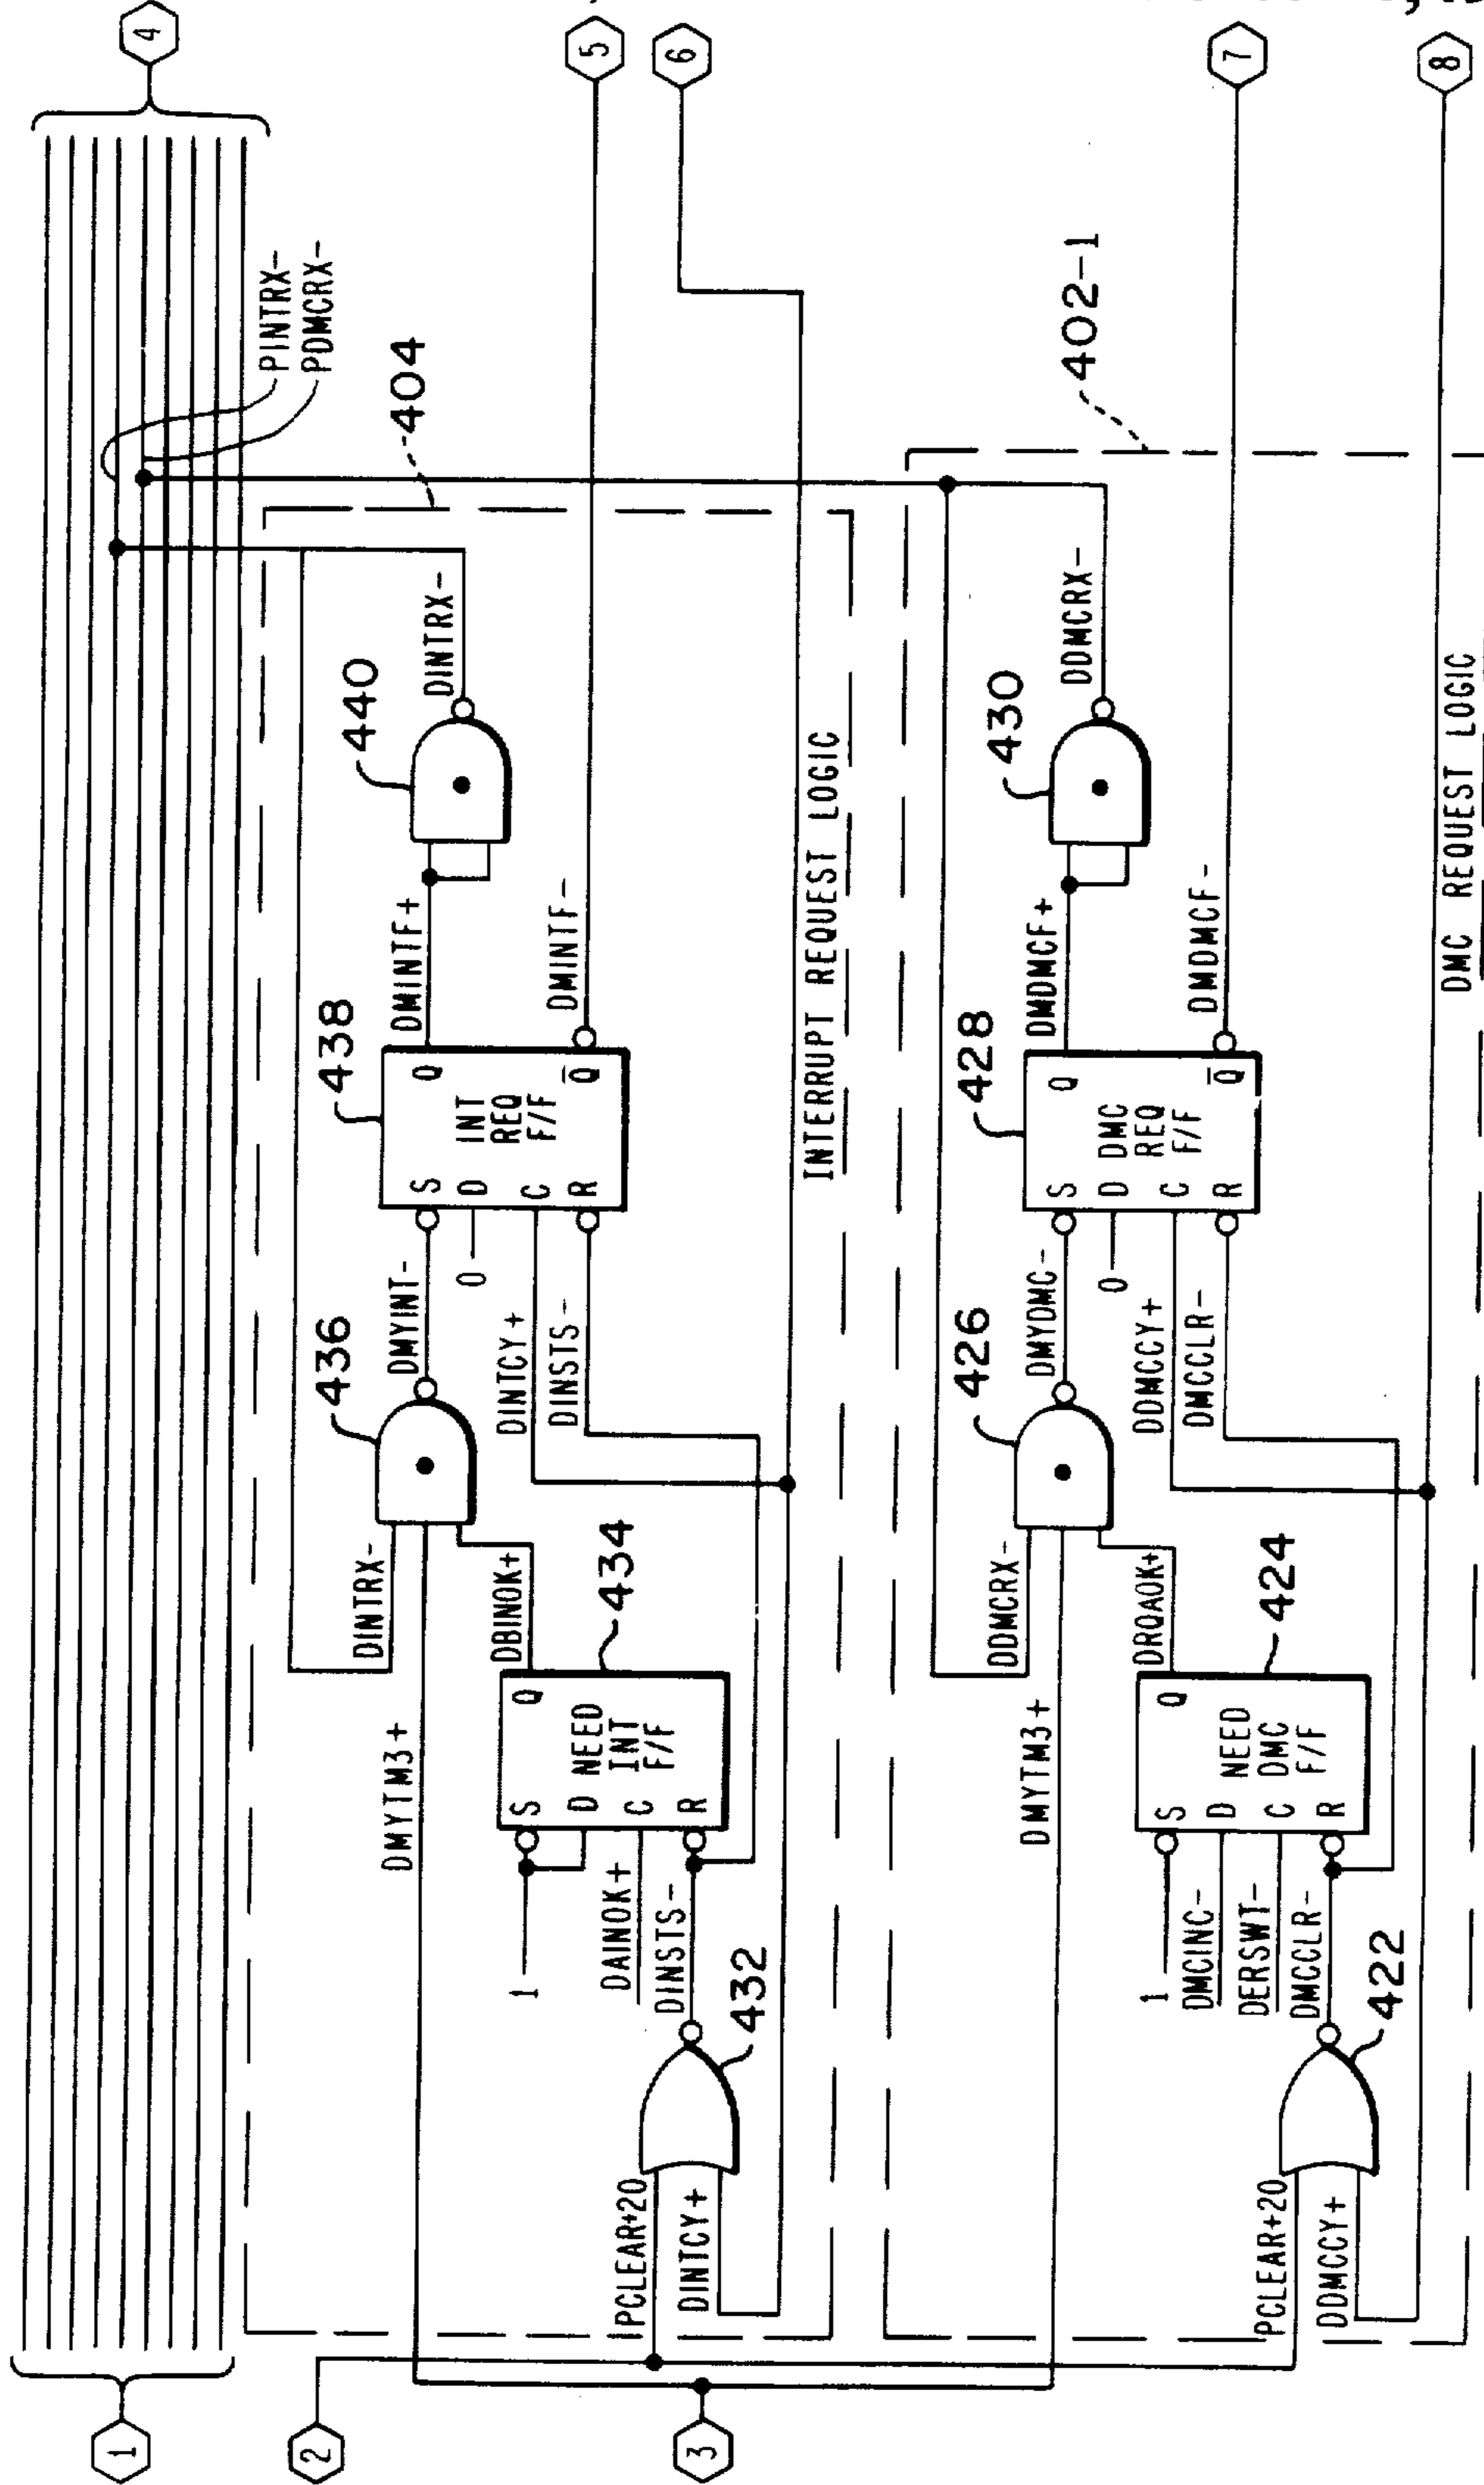 1
4
PINTRX-
PDMCRX-
404
5
6
2
3
DINTRX-
DMYTM3+
436
DMYINT-
438
DMINTF+
440
DINTRX-
S
D
C
R
Q
Q
INT
REQ
F/F
0
DINTCY+
DINSTS-
DMINTF-
DBINOK+
434
1
DAINOK+
DINSTS-
S
D
C
R
Q
NEED
INT
F/F
PCLEAR+20
DINTCY+
432
INTERRUPT REQUEST LOGIC
402-1
7
8
DDMCRX-
DMYTM3+
426
DMYDMC-
428
DMDMCF+
430
DDMCRX-
S
D
C
R
Q
Q
DMC
REQ
F/F
0
DDMCCY+
DMCCLR-
DMDMCF-
DRQAOK+
424
1
DMCINC-
DERSWT-
DMCCLR-
S
D
C
R
Q
NEED
DMC
F/F
PCLEAR+20
DDMCCY+
422
DMC REQUEST LOGIC